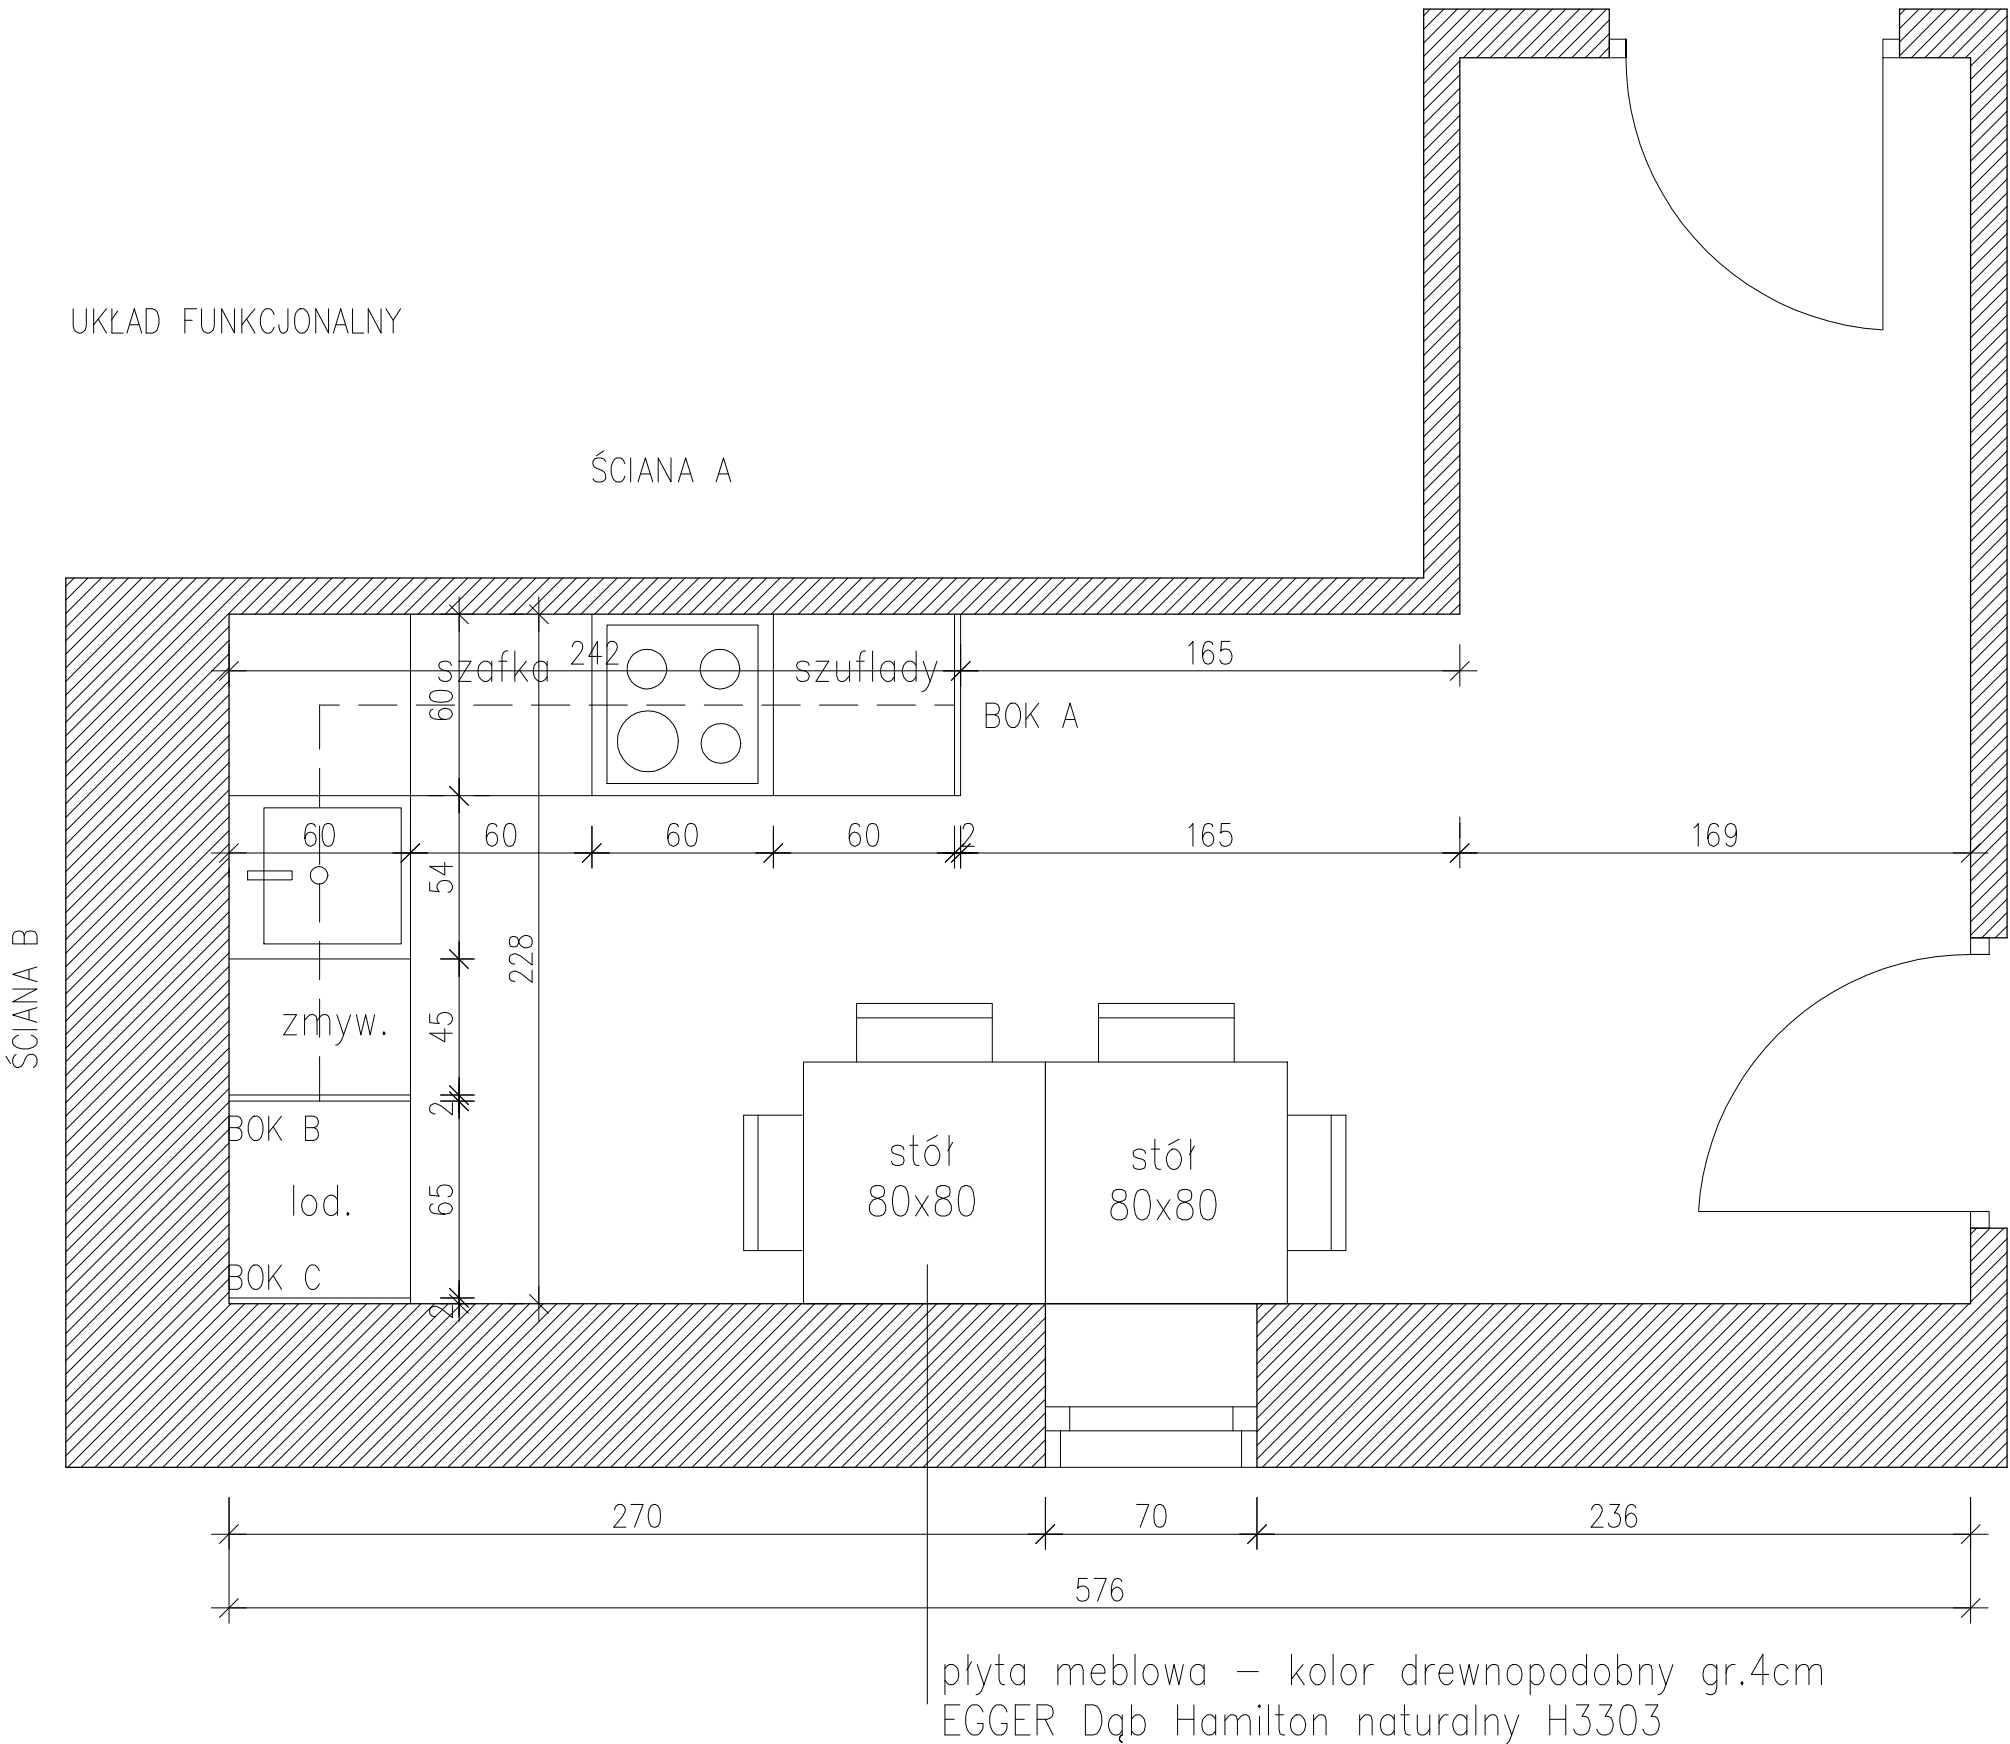 UKŁAD FUNKCJONALNY
ŚCIANA A
szafka
242
szuflady
165
60
BOK A
60
60
60
60
2
165
169
54
228
ŚCIANA B
zmyw.
45
2
BOK B
lod.
65
BOK C
2
stół
80x80
stół
80x80
270
70
236
576
płyta meblowa – kolor drewnopodobny gr.4cm
EGGER Dąb Hamilton naturalny H3303